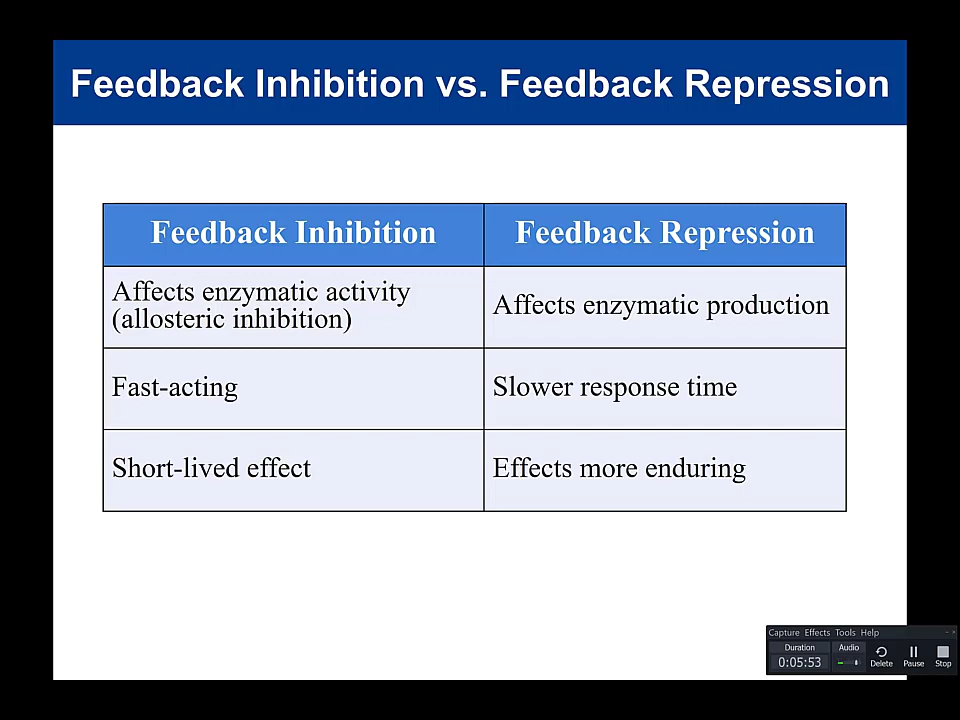 Feedback Inhibition vs. Feedback Repression
Feedback Inhibition
Feedback Repression
Affects enzymatic activity
(allosteric inhibition)
Affects enzymatic production
Fast-acting
Slower response time
Short-lived effect
Effects more enduring
Capture Effects Tools Help
Duration
Audio
0:05:53
Delete
Pause
Stop